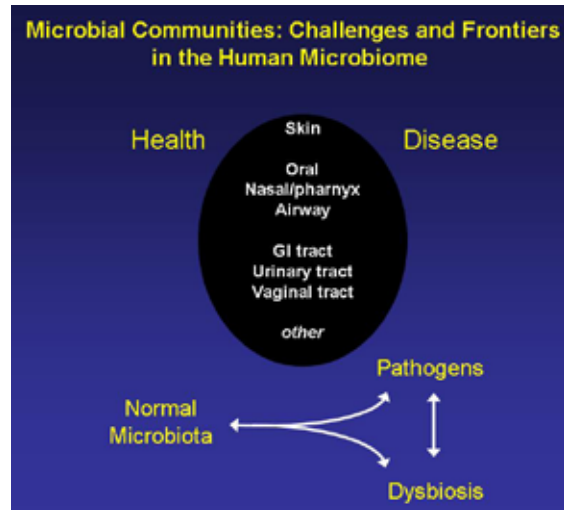 Microbial Communities: Challenges and Frontiers
in the Human Microbiome
Health
Disease
Skin
Oral
Nasal/pharnyx
Airway
GI tract
Urinary tract
Vaginal tract
other
Pathogens
Normal
Microbiota
Dysbiosis